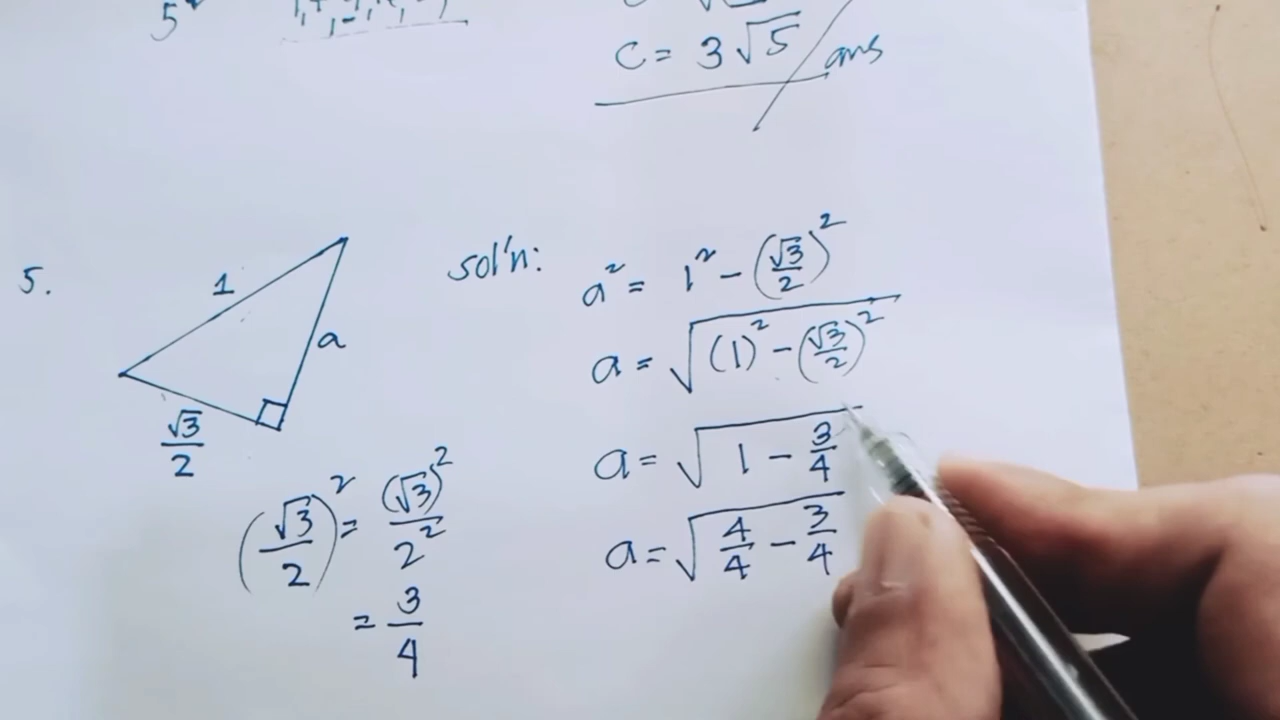 5
c = 3√5 ans
5.
1
a
√3/2
sol'n:
a² = 1² - (√3/2)²
a = √((1)² - (√3/2)²)
a = √(1 - 3/4)
a = √(4/4 - 3/4)
(√3/2)² = (√3)²/2²
= 3/4